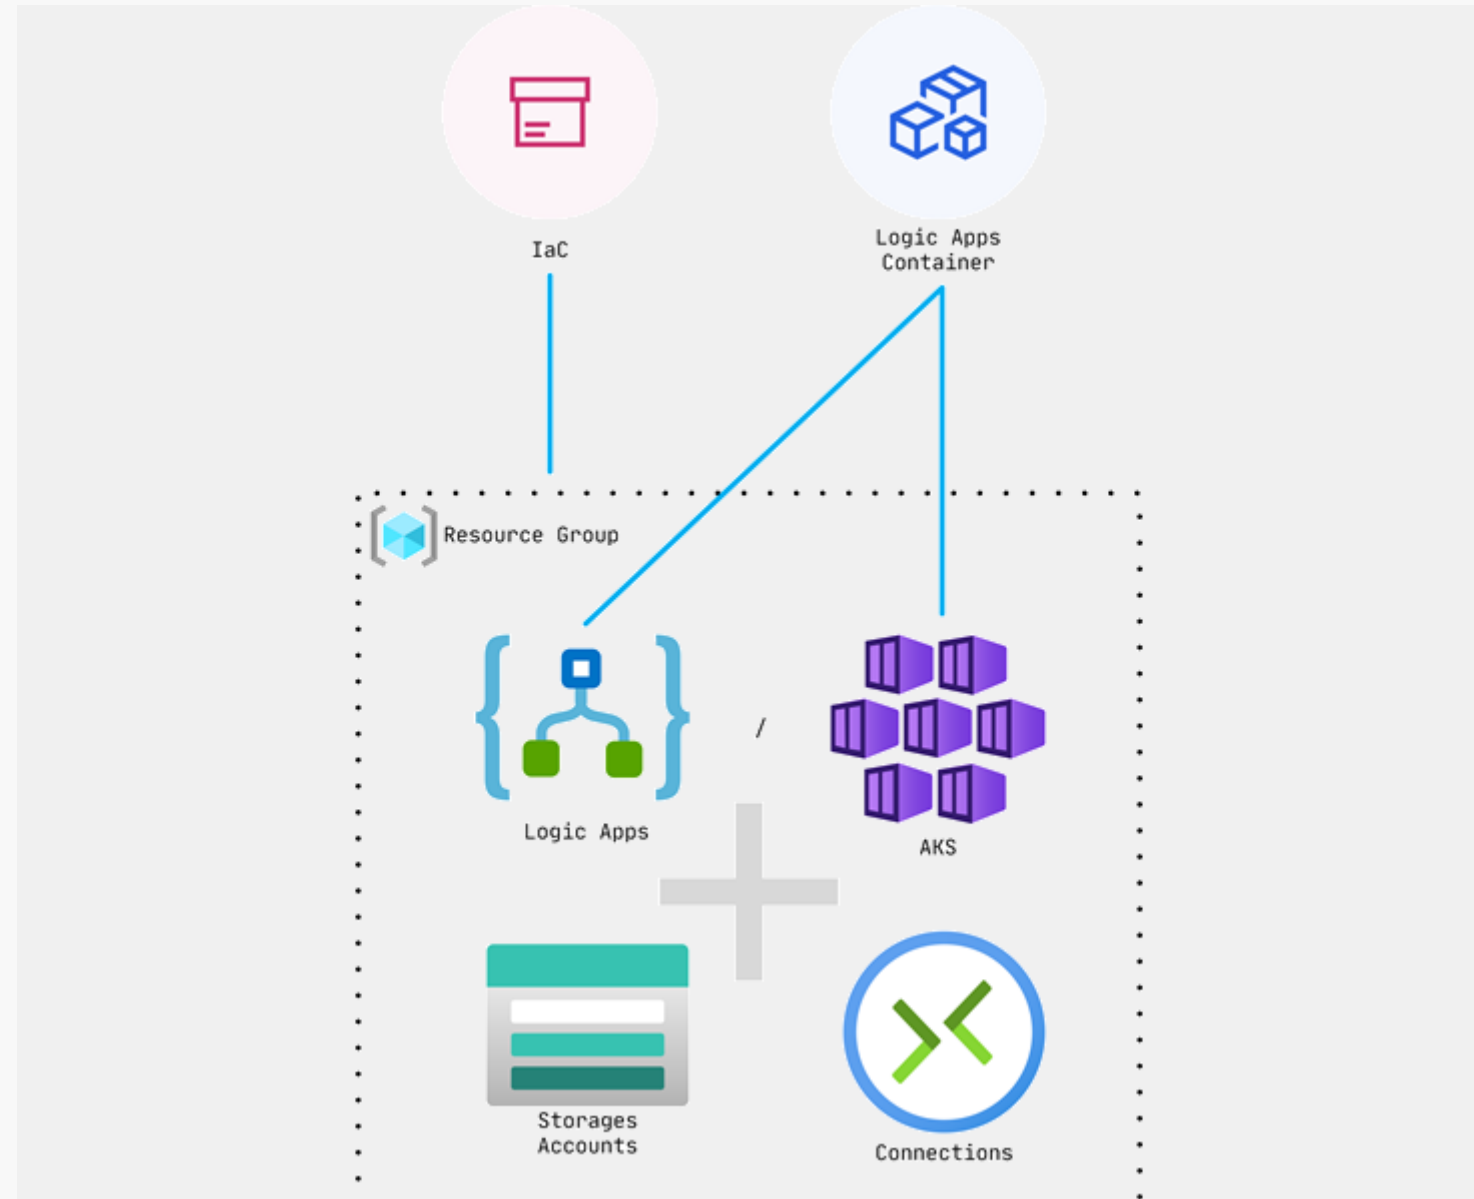 IaC
Logic Apps
Container
Resource Group
Logic Apps
/
AKS
Storages
Accounts
Connections